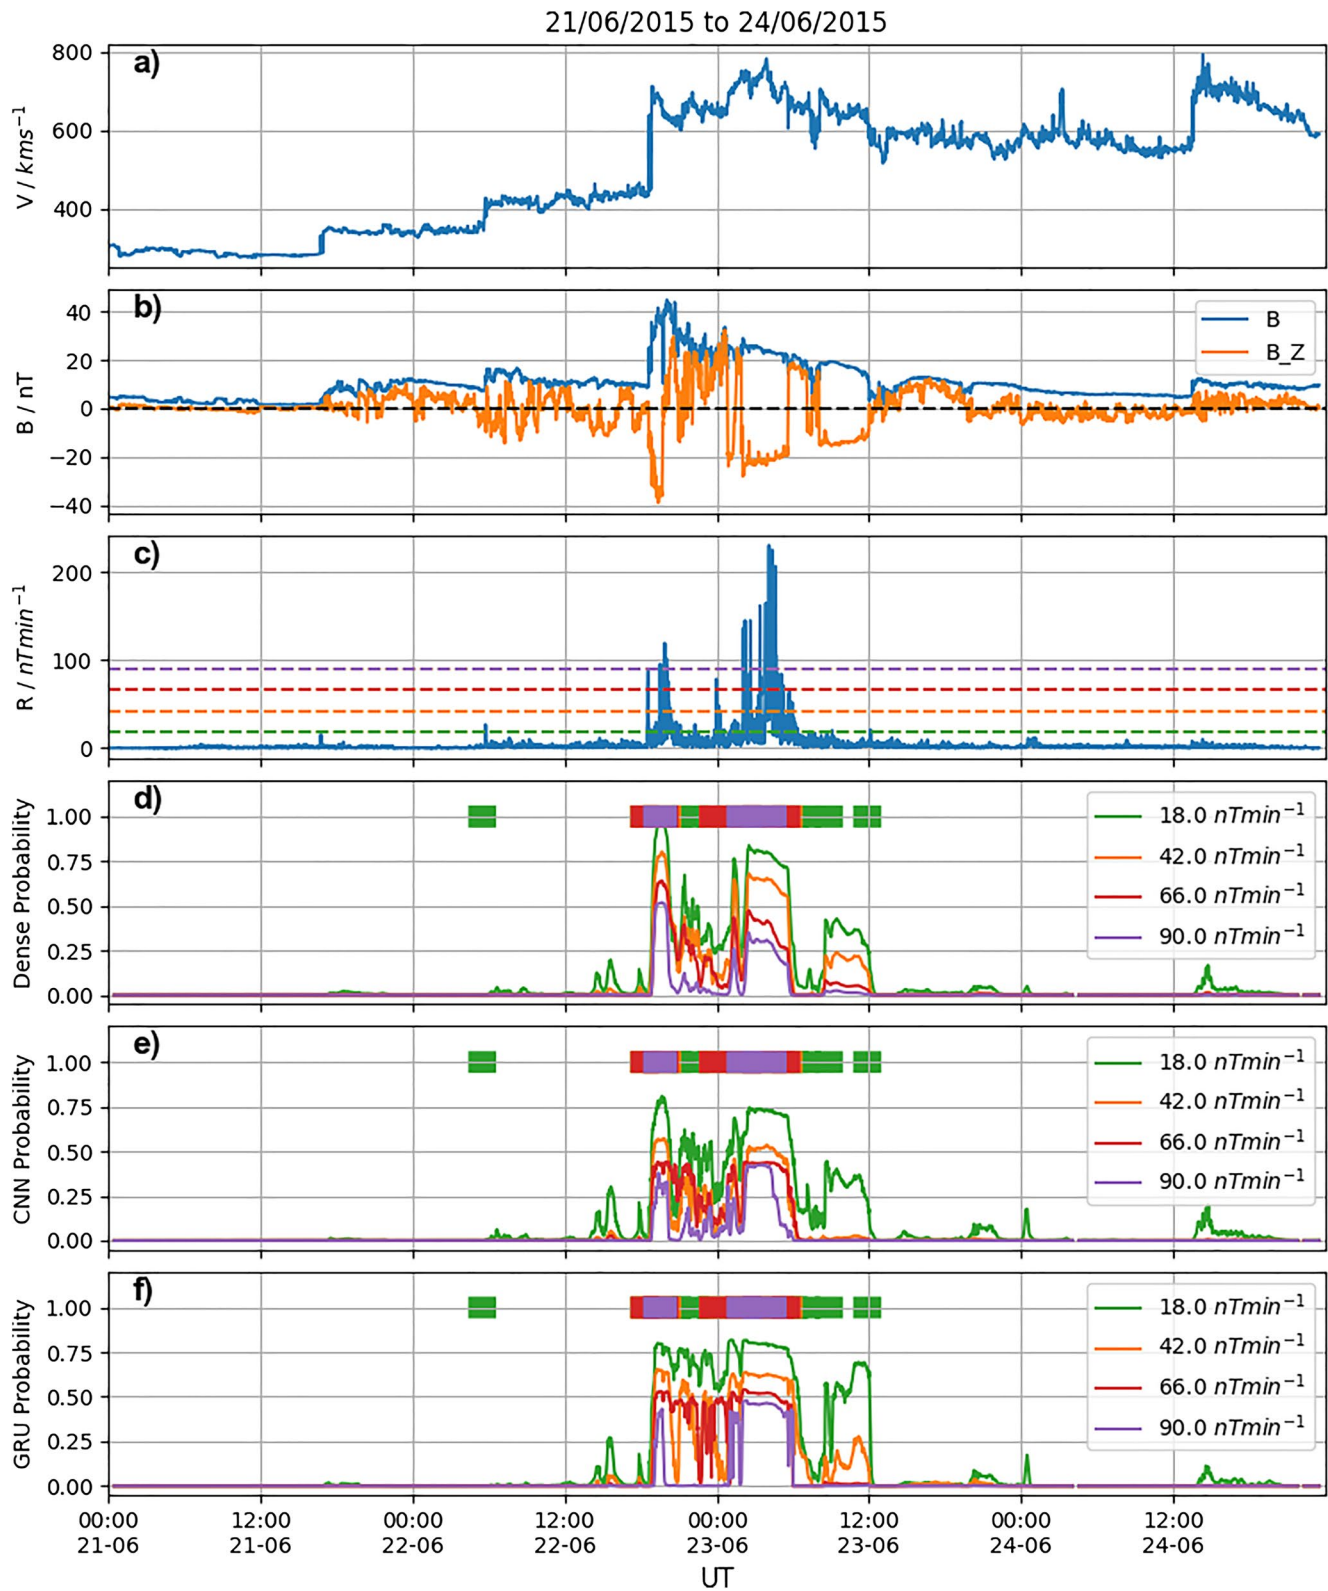 21/06/2015 to 24/06/2015
a)
800
600
400
V / kms⁻¹
b)
40
20
0
−20
−40
B / nT
B
B_Z
c)
200
100
0
R / nTmin⁻¹
d)
1.00
0.75
0.50
0.25
0.00
Dense Probability
18.0 nTmin⁻¹
42.0 nTmin⁻¹
66.0 nTmin⁻¹
90.0 nTmin⁻¹
e)
1.00
0.75
0.50
0.25
0.00
CNN Probability
18.0 nTmin⁻¹
42.0 nTmin⁻¹
66.0 nTmin⁻¹
90.0 nTmin⁻¹
f)
1.00
0.75
0.50
0.25
0.00
GRU Probability
18.0 nTmin⁻¹
42.0 nTmin⁻¹
66.0 nTmin⁻¹
90.0 nTmin⁻¹
00:00 12:00 00:00 12:00 00:00 12:00 00:00 12:00
21-06 21-06 22-06 22-06 23-06 23-06 24-06 24-06
UT